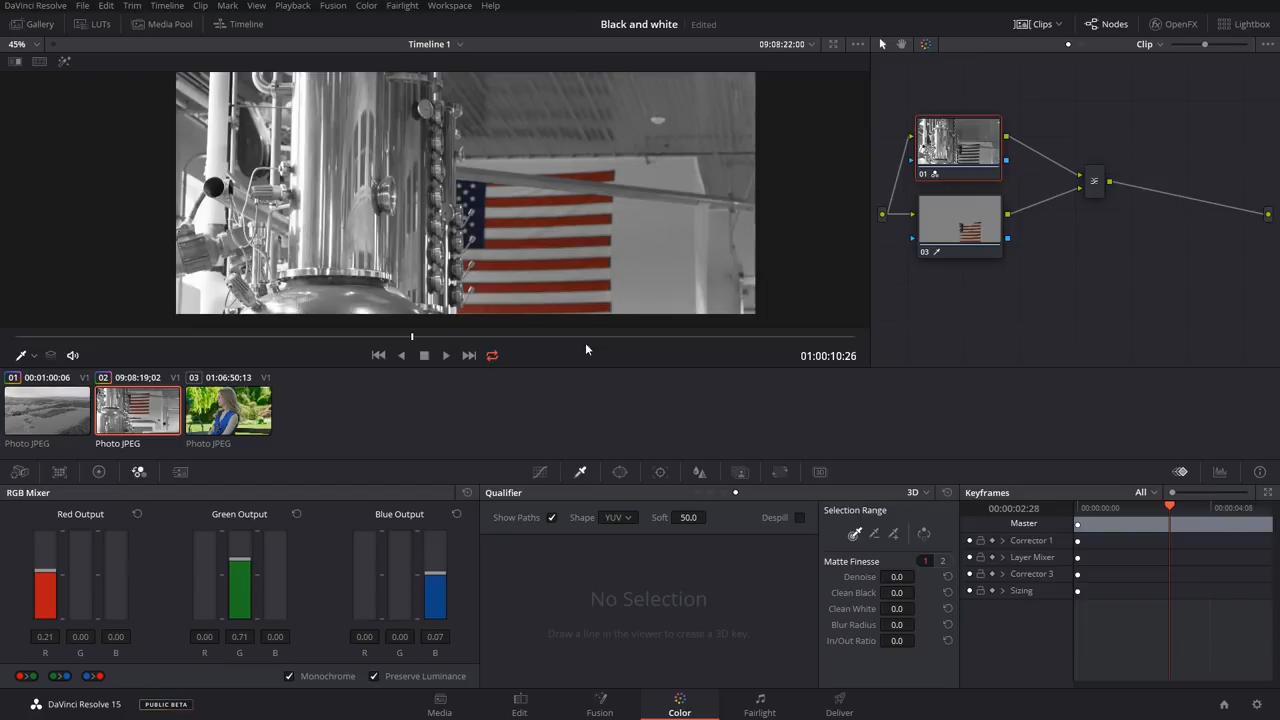 DaVinci Resolve File Edit Trim Timeline Clip Mark View Playback Fusion Color Fairlight Workspace Help
Gallery LUTs Media Pool Timeline Black and white Edited Clips Nodes OpenFX Lightbox
45% Timeline 1 09:08:22:00 Clip
01
03
01:00:10:26
01 00:01:00:06 V1 02 09:08:19;02 V1 03 01:06:50:13 V1
Photo JPEG Photo JPEG Photo JPEG
RGB Mixer Qualifier 3D Keyframes All
Red Output Green Output Blue Output
0.21 0.00 0.00 0.00 0.71 0.00 0.00 0.00 0.07
R G B R G B R G B
Monochrome Preserve Luminance
Show Paths Shape YUV Soft 50.0 Despill
No Selection
Draw a line in the viewer to create a 3D key.
Selection Range
Matte Finesse 1 2
Denoise 0.0
Clean Black 0.0
Clean White 0.0
Blur Radius 0.0
In/Out Ratio 0.0
00:00:02:28 00:00:00:00 00:00:04:08
Master
Corrector 1
Layer Mixer
Corrector 3
Sizing
DaVinci Resolve 15 PUBLIC BETA Media Edit Fusion Color Fairlight Deliver